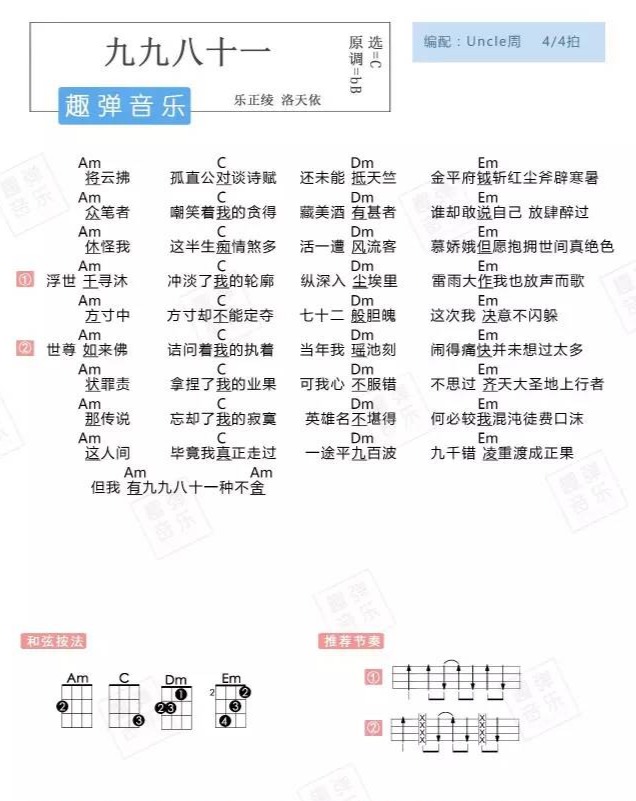 九九八十一
原调=bB
选=C
编配：Uncle周 4/4拍
趣弹音乐
乐正绫 洛天依
Am C Dm Em
将云拂 孤直公对谈诗赋 还未能 抵天竺 金平府钺斩红尘斧辟寒暑
Am C Dm Em
众笔者 嘲笑着我的贪得 藏美酒 有甚者 谁却敢说自己 放肆醉过
Am C Dm Em
休怪我 这半生痴情煞多 活一遭 风流客 慕娇娥但愿抱拥世间真绝色
Am C Dm Em
① 浮世 千寻沐 冲淡了我的轮廓 纵深入 尘埃里 雷雨大作我也放声而歌
Am C Dm Em
方寸中 方寸却不能定夺 七十二 般胆魄 这次我 决意不闪躲
Am C Dm Em
② 世尊 如来佛 诘问着我的执着 当年我 瑶池刻 闹得痛快并未想过太多
Am C Dm Em
状罪责 拿捏了我的业果 可我心 不服错 不思过 齐天大圣地上行者
Am C Dm Em
那传说 忘却了我的寂寞 英雄名不堪得 何必较我混沌徒费口沫
Am C Dm Em
这人间 毕竟我真正走过 一途平九百波 九千错 凌重渡成正果
Am Am
但我 有九九八十一种不舍
和弦按法 推荐节奏
Am C Dm Em
① 
2
② ③ ① ②③ ② ③ ④
②